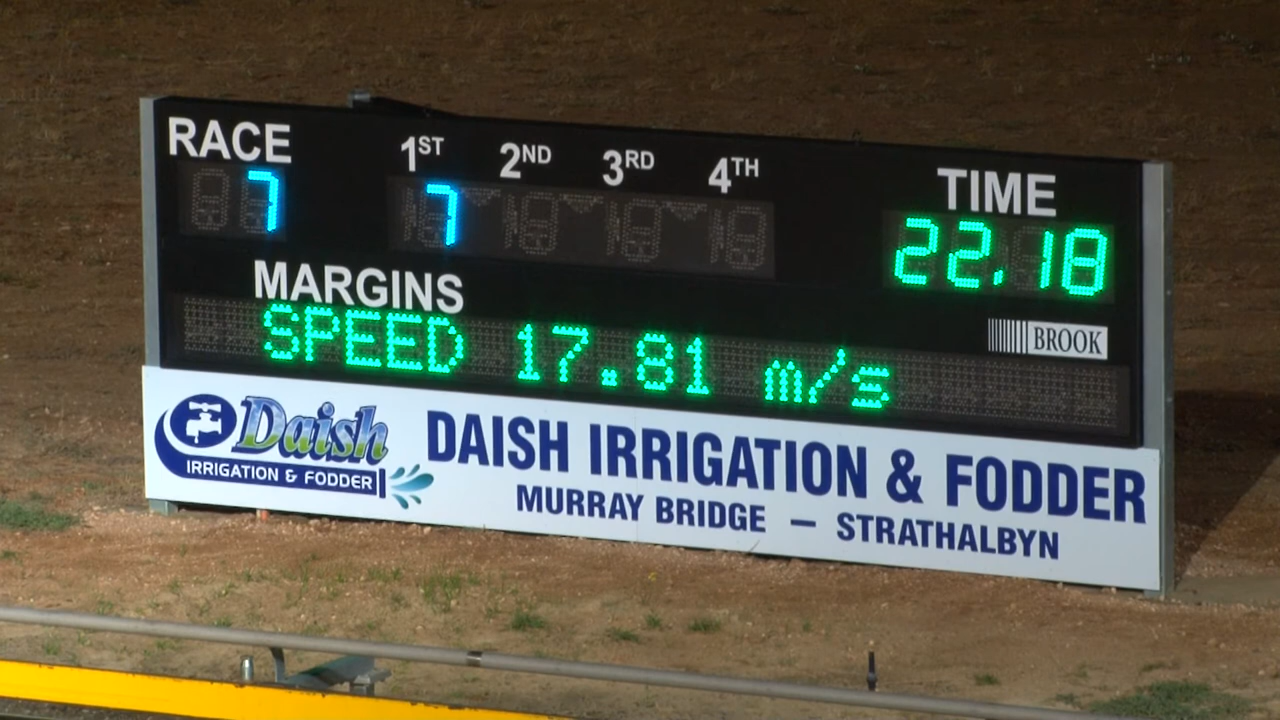 RACE 1ST 2ND 3RD 4TH TIME
7 7 22.18
MARGINS
BROOK
SPEED 17.81 m/s
Daish
IRRIGATION & FODDER
DAISH IRRIGATION & FODDER
MURRAY BRIDGE – STRATHALBYN